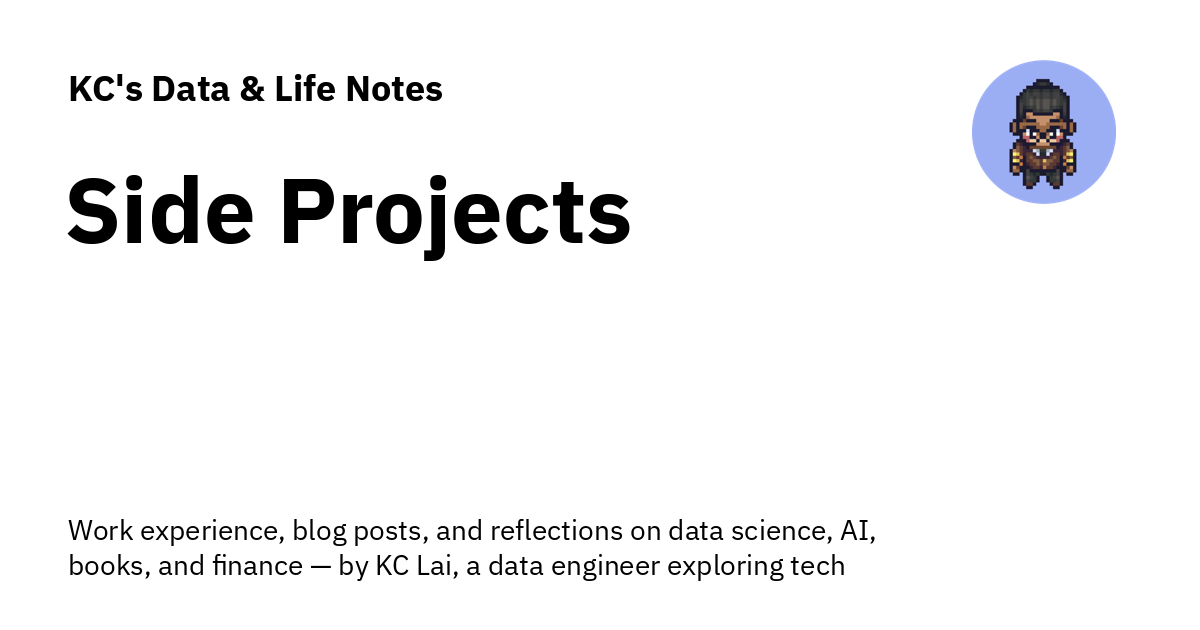 KC's Data & Life Notes
Side Projects
Work experience, blog posts, and reflections on data science, AI,
books, and finance — by KC Lai, a data engineer exploring tech